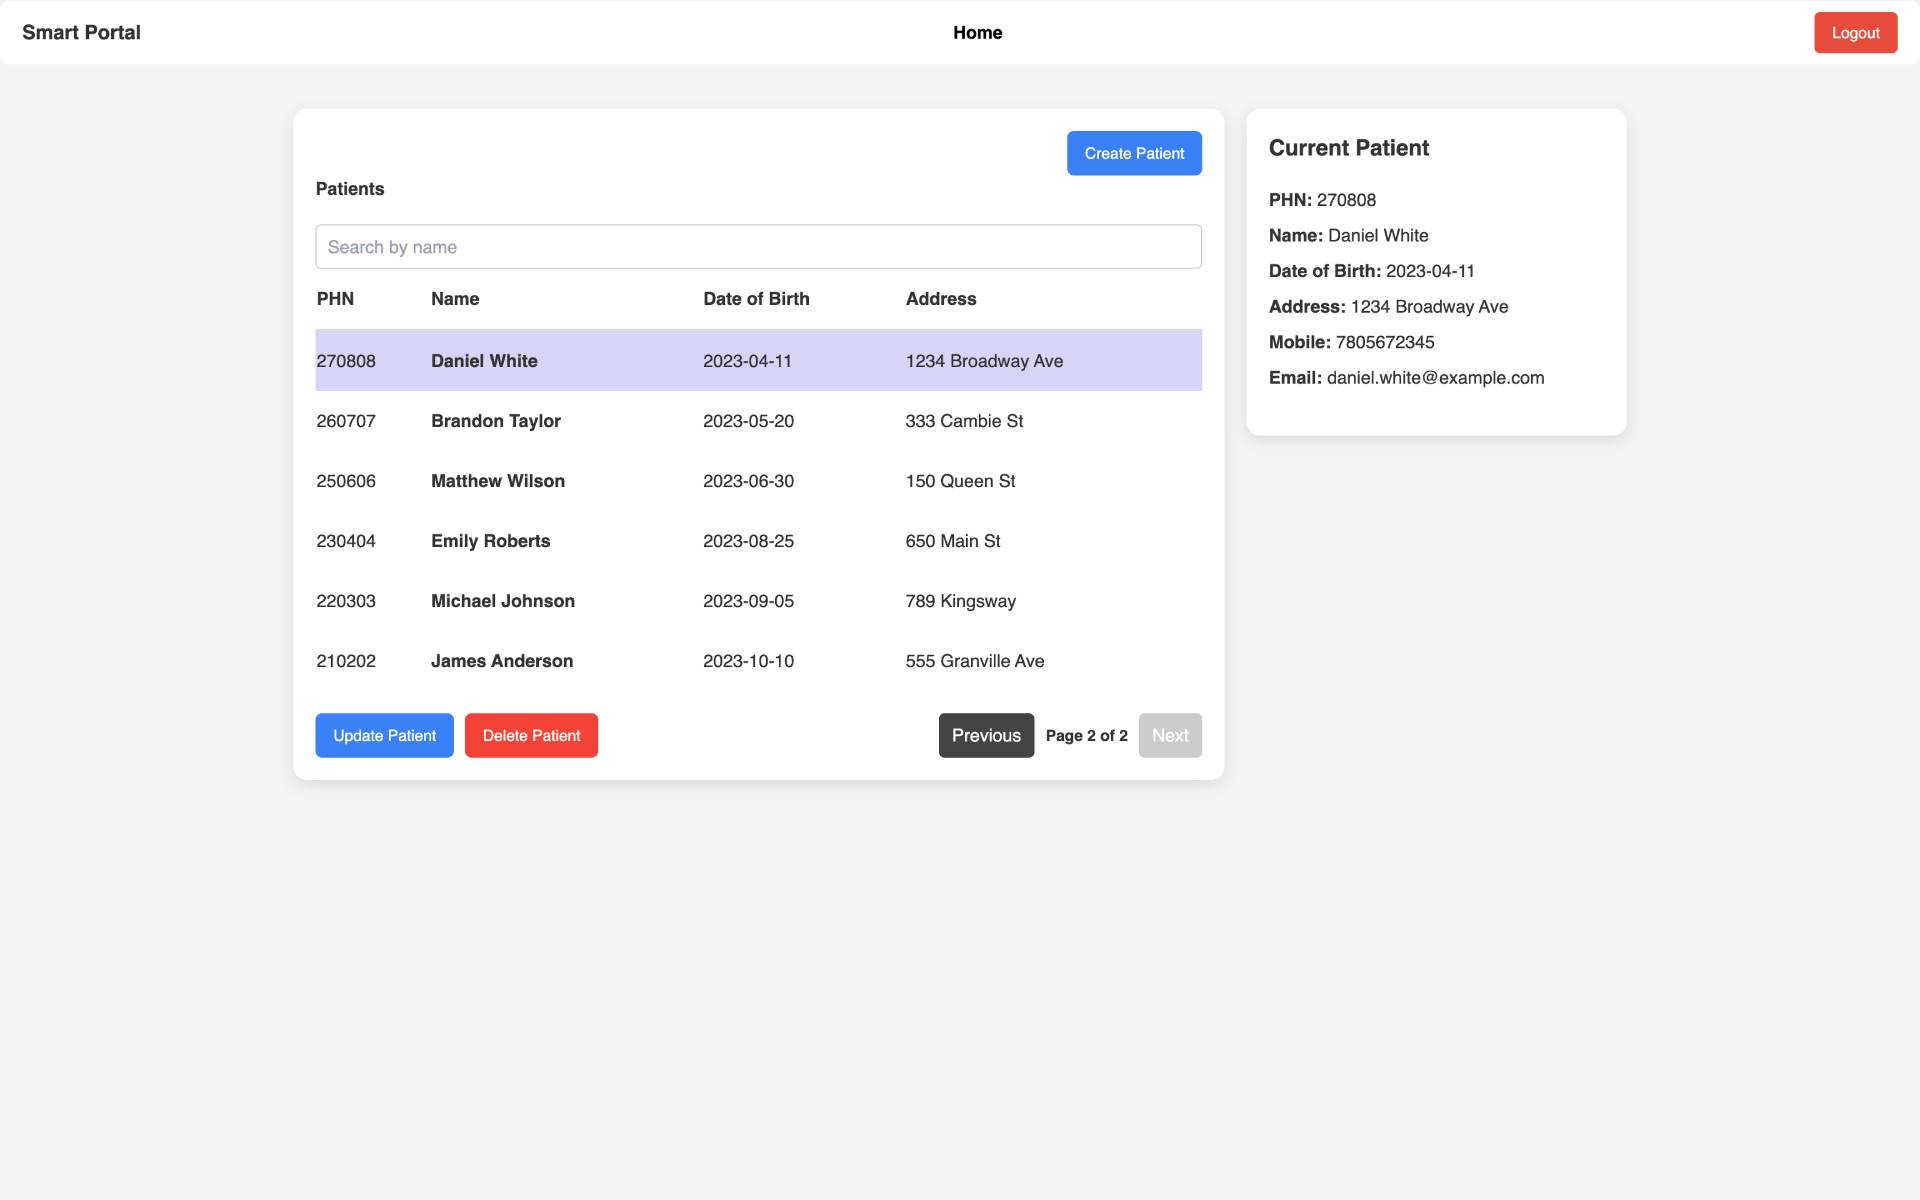 Smart Portal
Home
Logout
Create Patient
Patients
Search by name
PHN Name Date of Birth Address
270808 Daniel White 2023-04-11 1234 Broadway Ave
260707 Brandon Taylor 2023-05-20 333 Cambie St
250606 Matthew Wilson 2023-06-30 150 Queen St
230404 Emily Roberts 2023-08-25 650 Main St
220303 Michael Johnson 2023-09-05 789 Kingsway
210202 James Anderson 2023-10-10 555 Granville Ave
Update Patient Delete Patient Previous Page 2 of 2 Next
Current Patient
PHN: 270808
Name: Daniel White
Date of Birth: 2023-04-11
Address: 1234 Broadway Ave
Mobile: 7805672345
Email: daniel.white@example.com